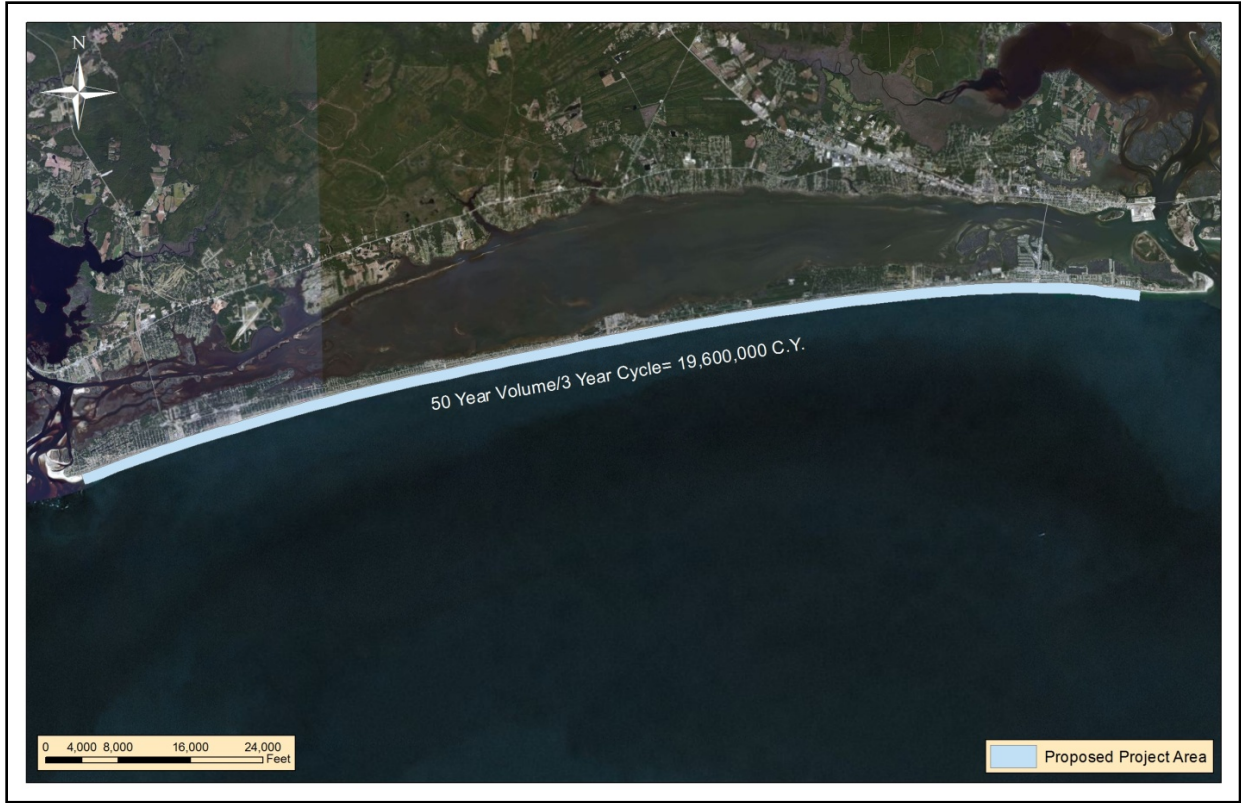 N
50 Year Volume/3 Year Cycle= 19,600,000 C.Y.
0 4,000 8,000 16,000 24,000
Feet
Proposed Project Area